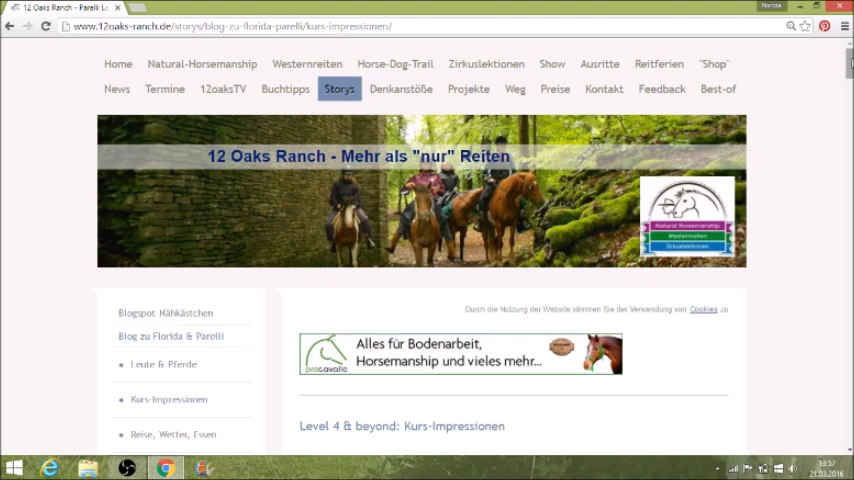 12 Oaks Ranch - Parelli Le
Nicola
www.12oaks-ranch.de/storys/blog-zu-florida-parelli/kurs-impressionen/
Home Natural-Horsemanship Westernreiten Horse-Dog-Trail Zirkuslektionen Show Ausritte Reitferien "Shop"
News Termine 12oaksTV Buchtipps Storys Denkanstöße Projekte Weg Preise Kontakt Feedback Best-of
12 Oaks Ranch - Mehr als "nur" Reiten
Natural Horsemanship
Westernreiten
Zirkuslektionen
Durch die Nutzung der Website stimmen Sie der Verwendung von Cookies zu
Blogspot-Nähkästchen
Blog zu Florida & Parelli
Leute & Pferde
Kurs-Impressionen
Reise, Wetter, Essen
Alles für Bodenarbeit,
Horsemanship und vieles mehr...
procavallo
Level 4 & beyond: Kurs-Impressionen
13:57
21.03.2016